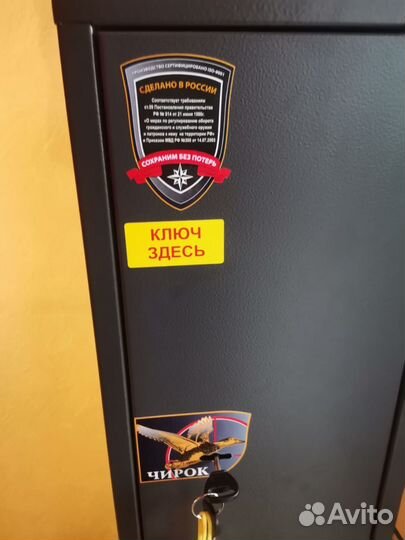 ПРОИЗВОДСТВО СЕРТИФИЦИРОВАНО ISO-9001
СДЕЛАНО В РОССИИ
Соответствует требованиям
ст.59 Постановления правительства
РФ № 814 от 21 июля 1998г.
«О мерах по регулированию оборота
гражданского и служебного оружия
и патронов к нему на территории РФ»
и Приказом МВД РФ №288 от 14.07.2003
СОХРАНИМ БЕЗ ПОТЕРЬ
КЛЮЧ
ЗДЕСЬ
ЧИРОК
Avito